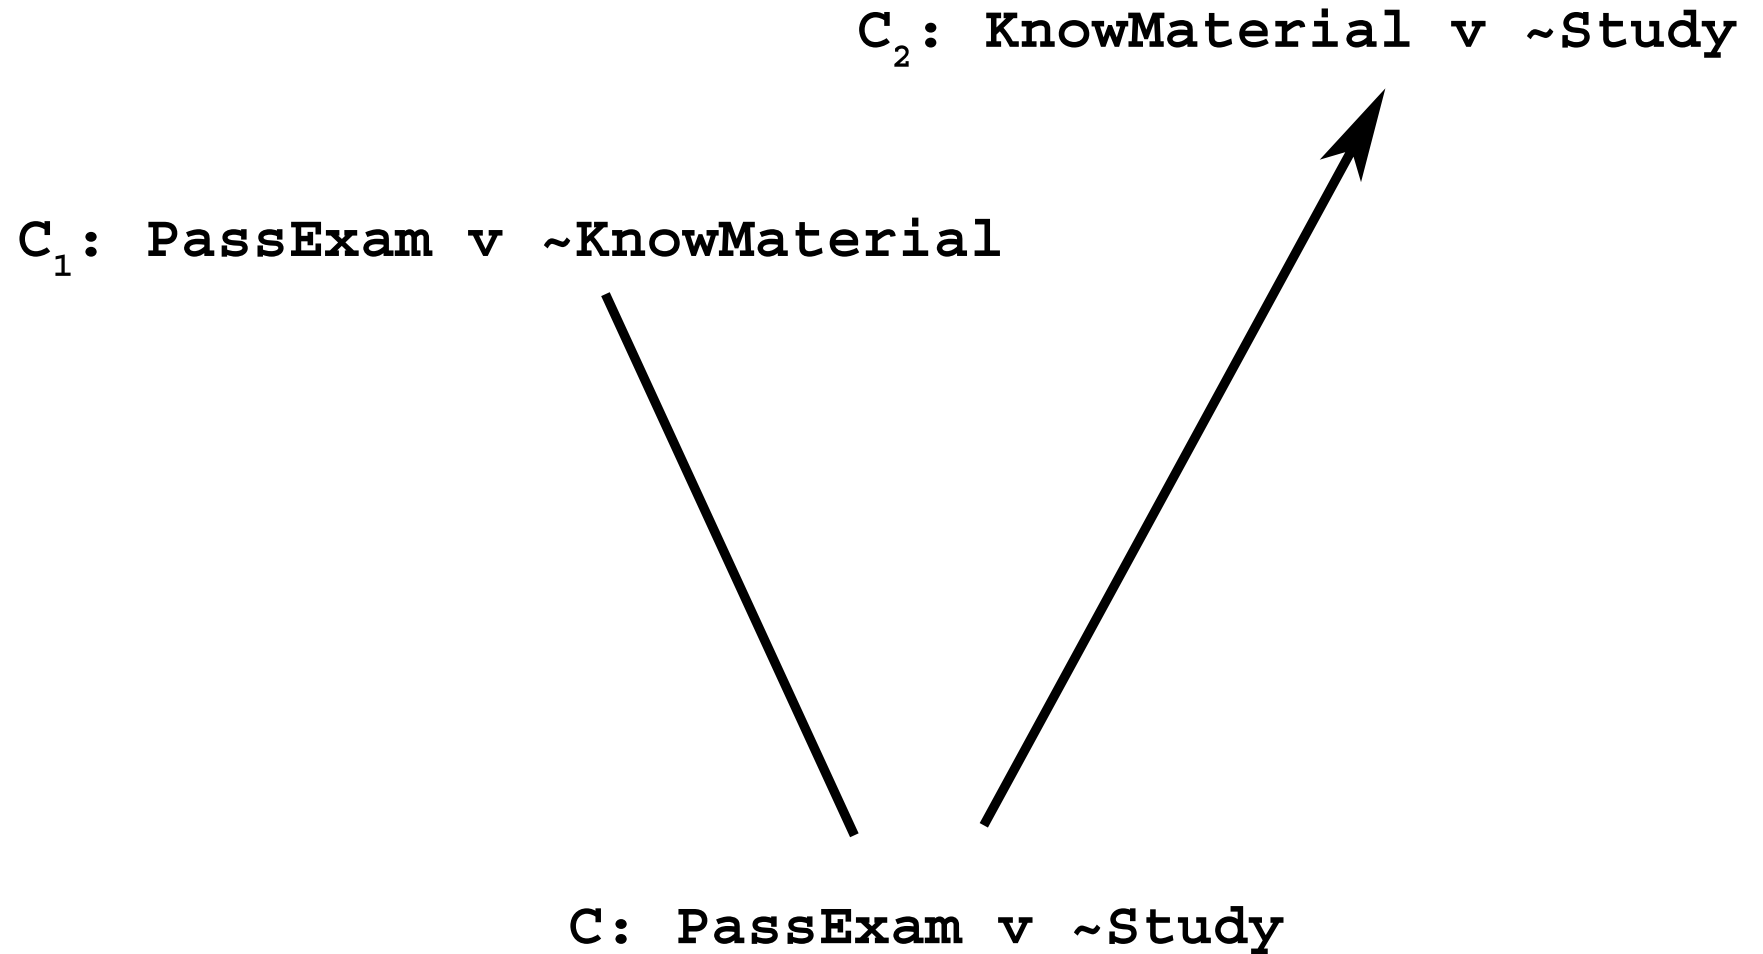 C₂: KnowMaterial v ~Study
C₁: PassExam v ~KnowMaterial
C: PassExam v ~Study